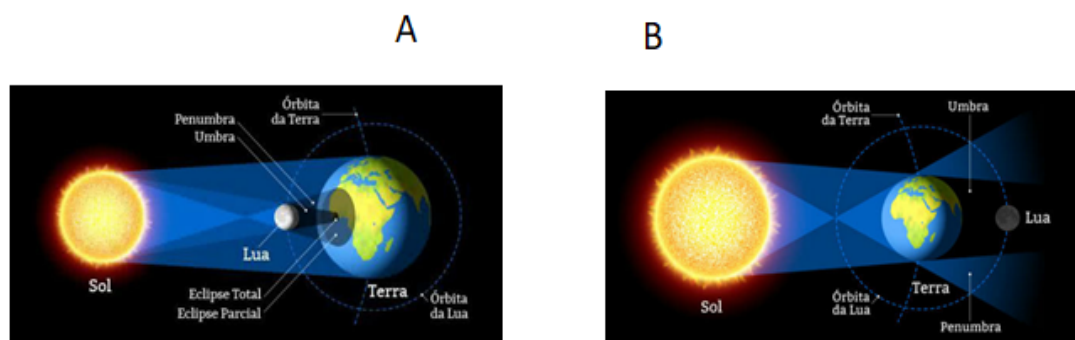 A
B
Órbita
da Terra
Penumbra
Umbra
Lua
Sol
Eclipse Total
Eclipse Parcial
Terra
Órbita
da Lua
Órbita
da Terra
Umbra
Lua
Sol
Órbita
da Lua
Terra
Penumbra